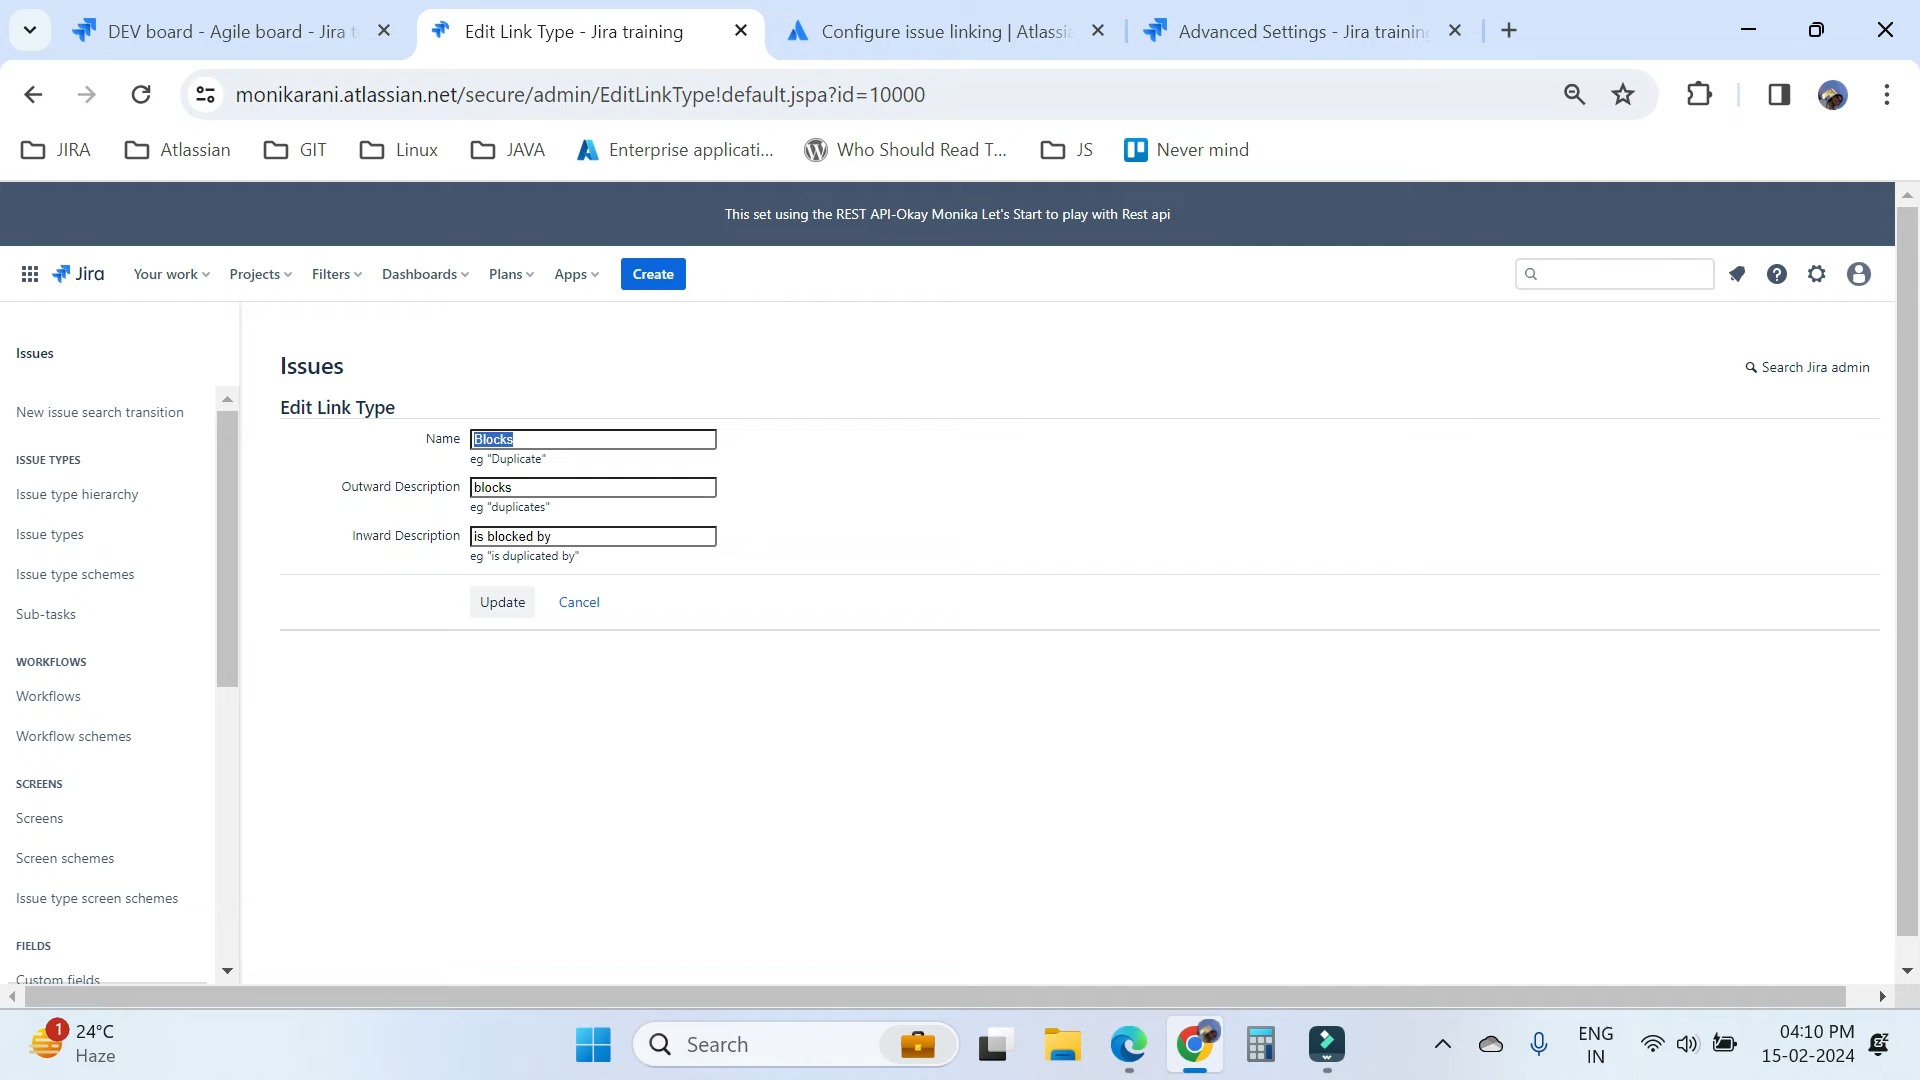 DEV board - Agile board - Jira t
Edit Link Type - Jira training
Configure issue linking | Atlassia
Advanced Settings - Jira training
monikarani.atlassian.net/secure/admin/EditLinkType!default.jspa?id=10000
JIRA
Atlassian
GIT
Linux
JAVA
Enterprise applicati...
Who Should Read T...
JS
Never mind
This set using the REST API-Okay Monika Let's Start to play with Rest api
Jira
Your work
Projects
Filters
Dashboards
Plans
Apps
Create
Issues
New issue search transition
ISSUE TYPES
Issue type hierarchy
Issue types
Issue type schemes
Sub-tasks
WORKFLOWS
Workflows
Workflow schemes
SCREENS
Screens
Screen schemes
Issue type screen schemes
FIELDS
Custom fields
Issues
Search Jira admin
Edit Link Type
Name Blocks
eg "Duplicate"
Outward Description blocks
eg "duplicates"
Inward Description is blocked by
eg "is duplicated by"
Update Cancel
1
24°C
Haze
Search
ENG
IN
04:10 PM
15-02-2024